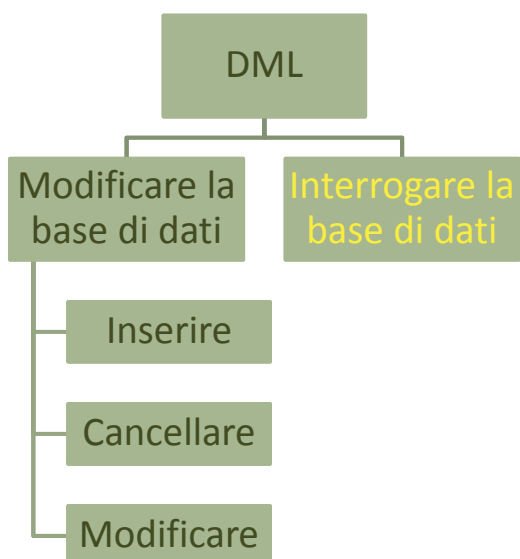 DML
Modificare la
base di dati
Interrogare la
base di dati
Inserire
Cancellare
Modificare